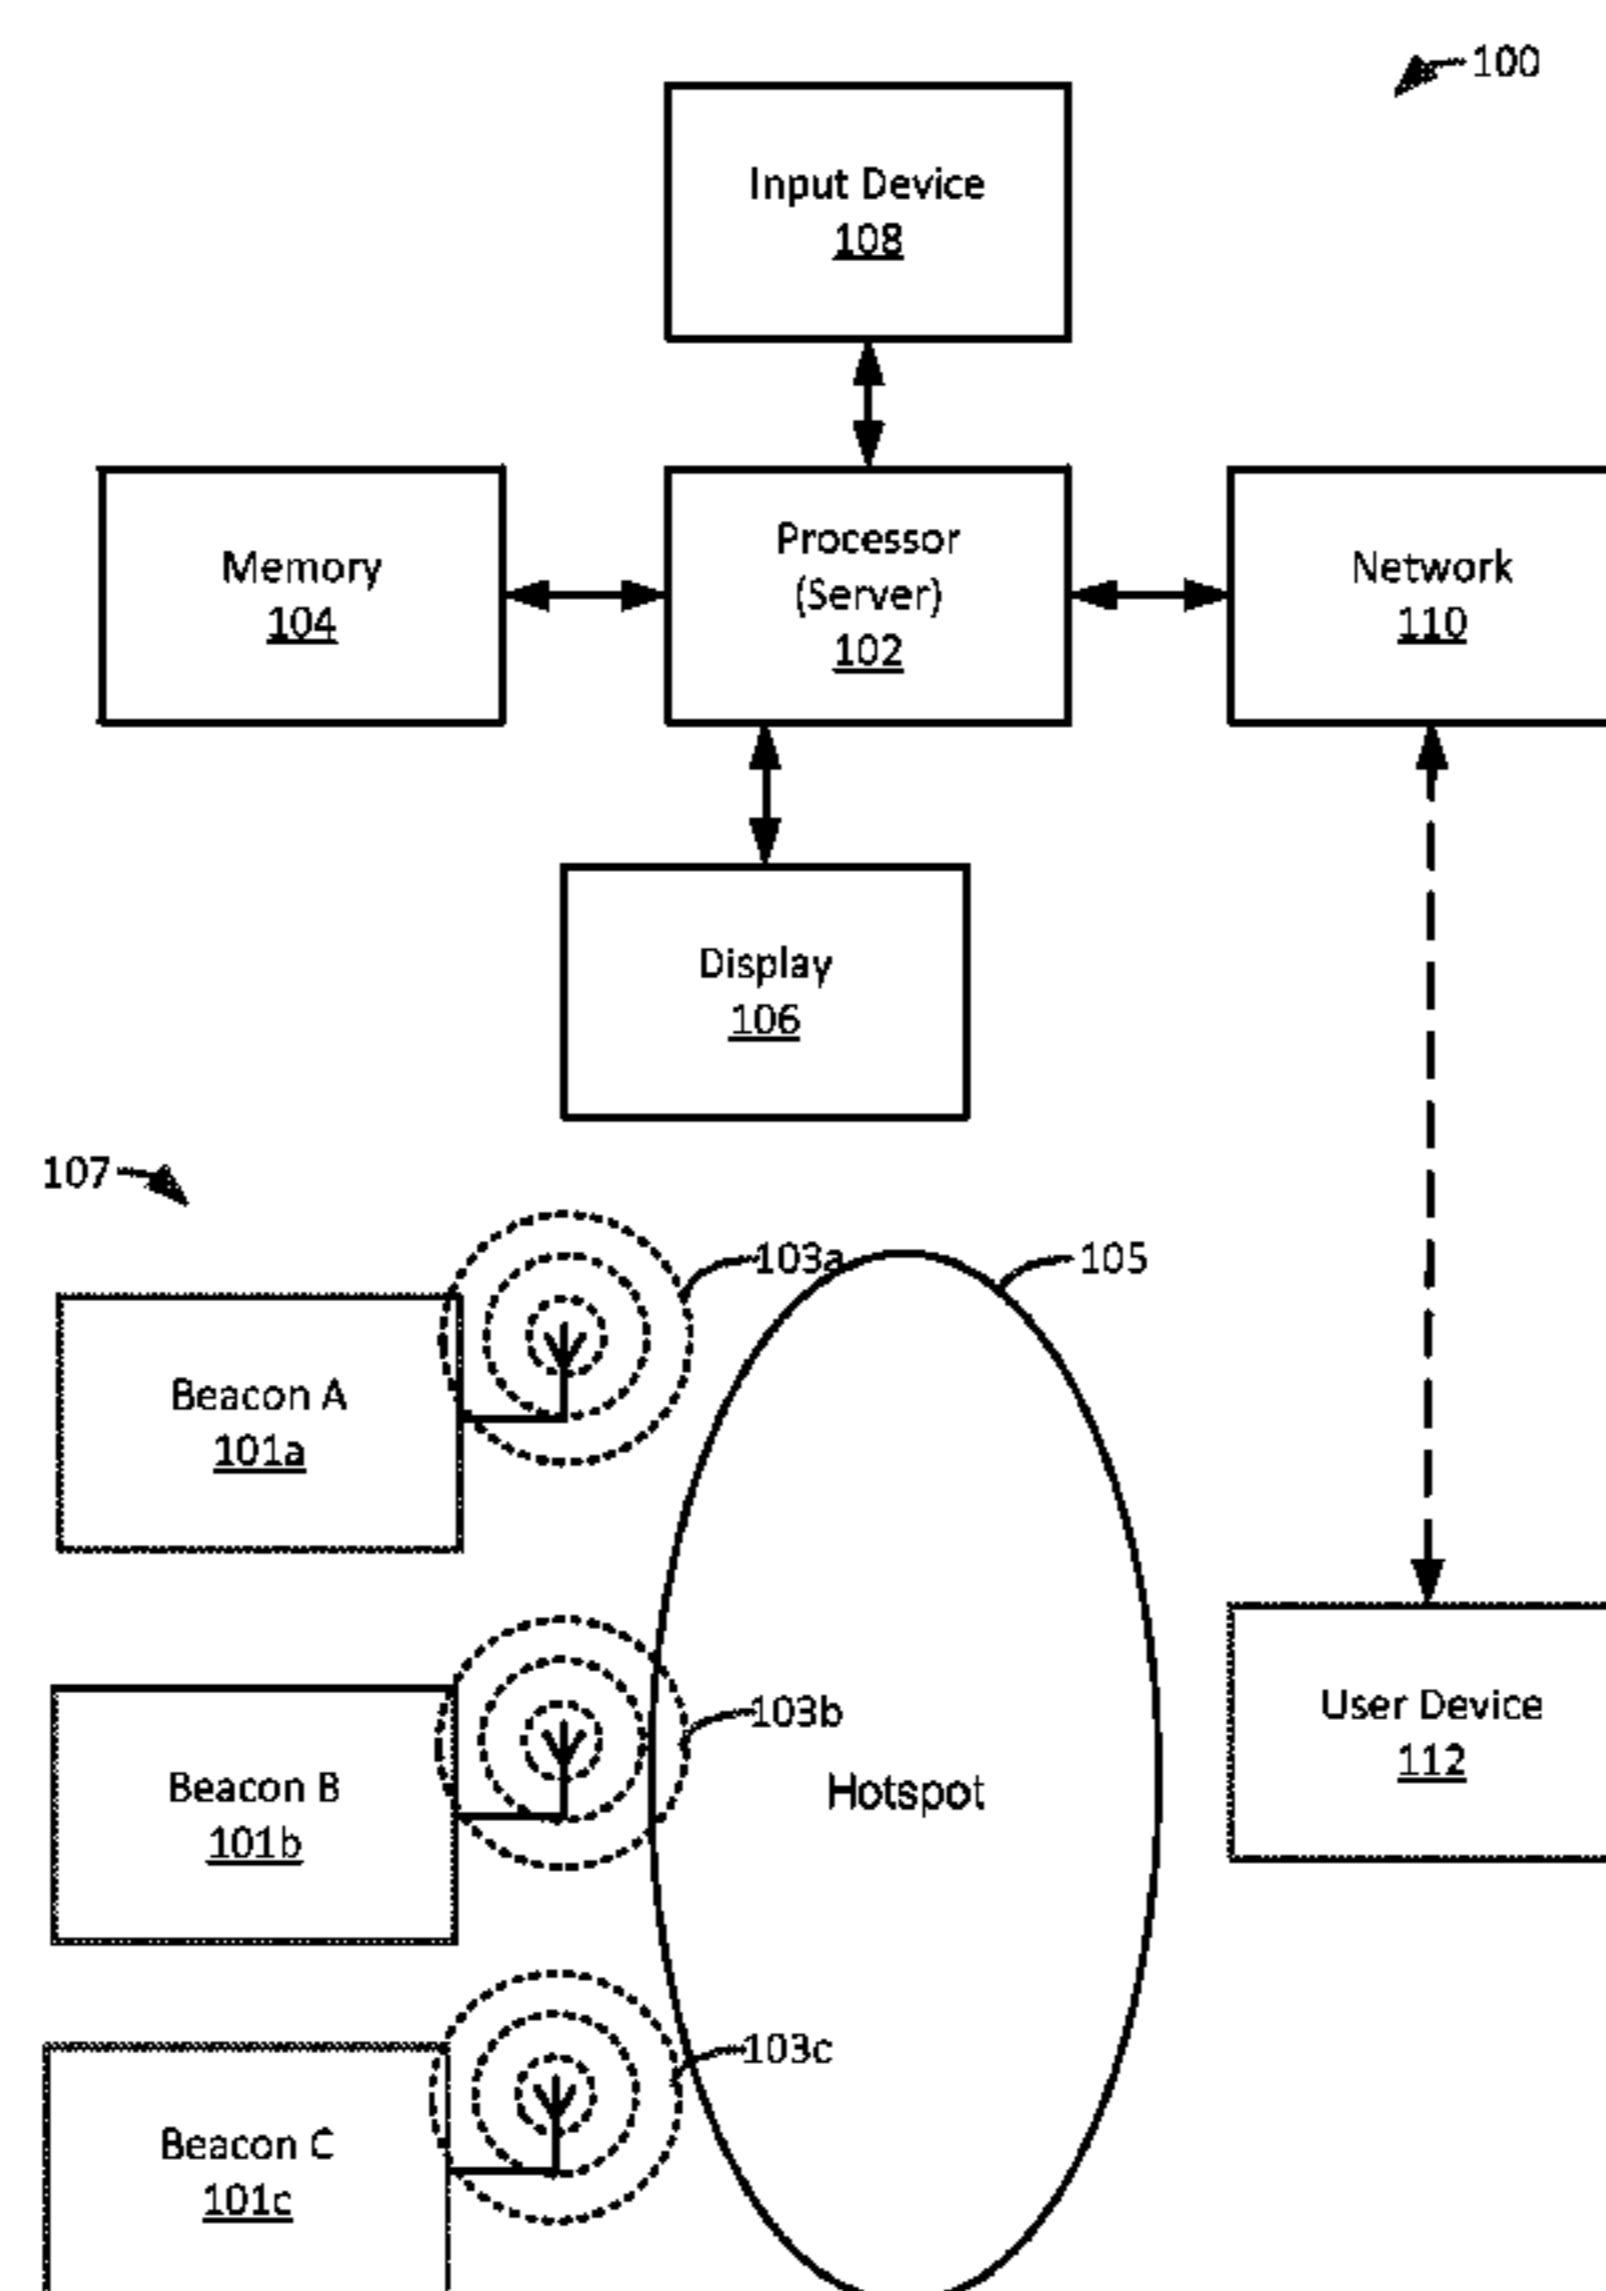 100
Input Device
108
Memory
104
Processor
(Server)
102
Network
110
Display
106
107
103a
105
Beacon A
101a
103b
User Device
112
Beacon B
101b
Hotspot
103c
Beacon C
101c